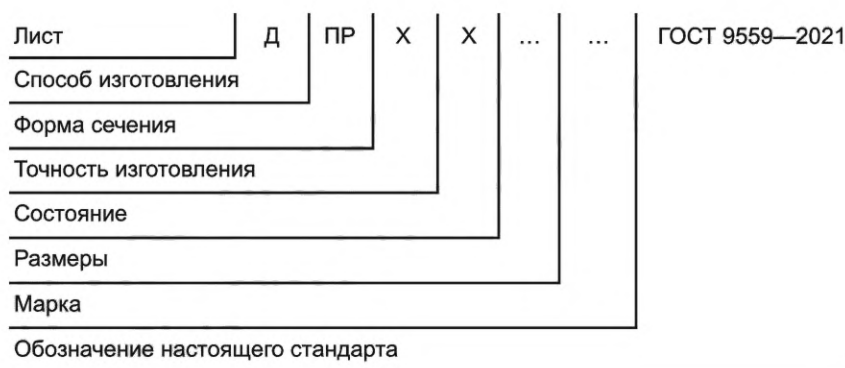 Лист Д ПР Х Х ... ... ГОСТ 9559—2021
Способ изготовления
Форма сечения
Точность изготовления
Состояние
Размеры
Марка
Обозначение настоящего стандарта